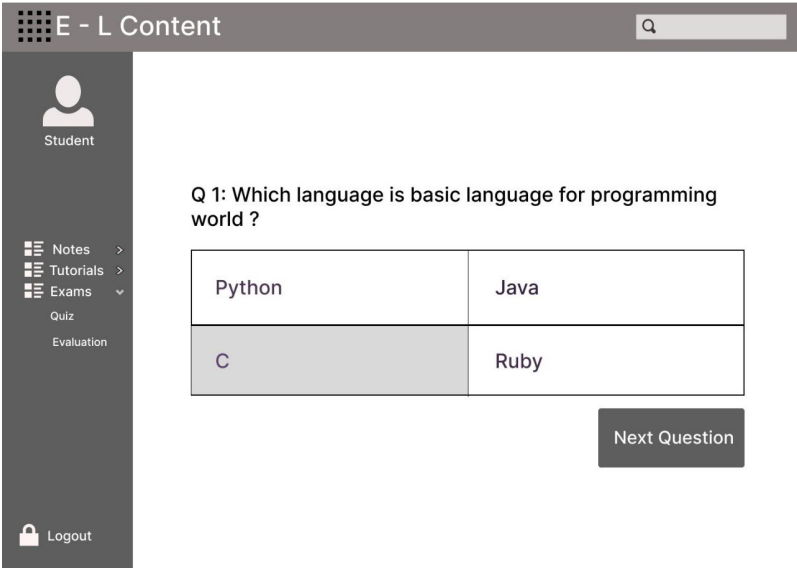 E - L Content
Student
Notes
Tutorials
Exams
Quiz
Evaluation
Logout
Q 1: Which language is basic language for programming
world ?
Python
Java
C
Ruby
Next Question